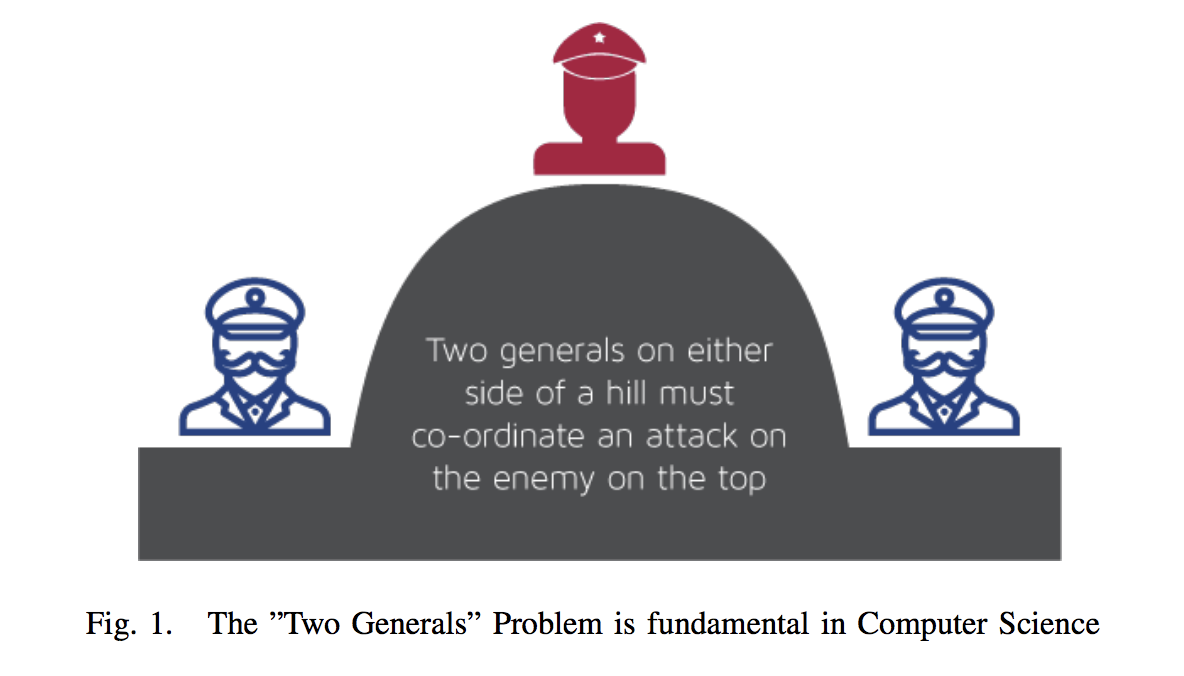 Two generals on either
side of a hill must
co-ordinate an attack on
the enemy on the top
Fig. 1. The ”Two Generals” Problem is fundamental in Computer Science